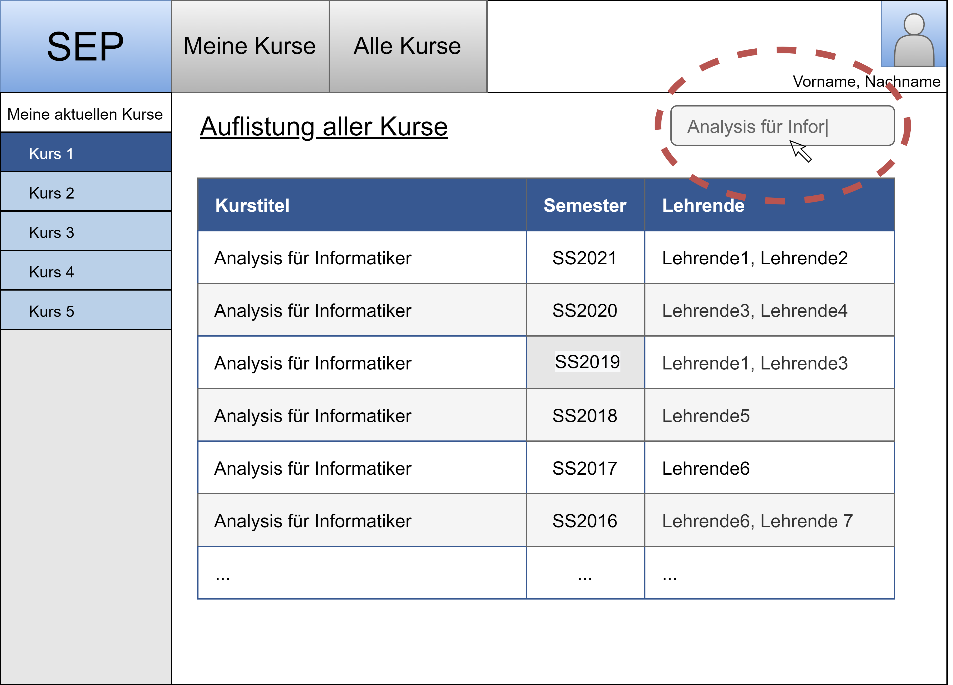 SEP
Meine Kurse
Alle Kurse
Vorname, Nachname
Meine aktuellen Kurse
Kurs 1
Kurs 2
Kurs 3
Kurs 4
Kurs 5
Auflistung aller Kurse
Analysis für Infor|
Kurstitel Semester Lehrende
Analysis für Informatiker SS2021 Lehrende1, Lehrende2
Analysis für Informatiker SS2020 Lehrende3, Lehrende4
Analysis für Informatiker SS2019 Lehrende1, Lehrende3
Analysis für Informatiker SS2018 Lehrende5
Analysis für Informatiker SS2017 Lehrende6
Analysis für Informatiker SS2016 Lehrende6, Lehrende 7
... ... ...